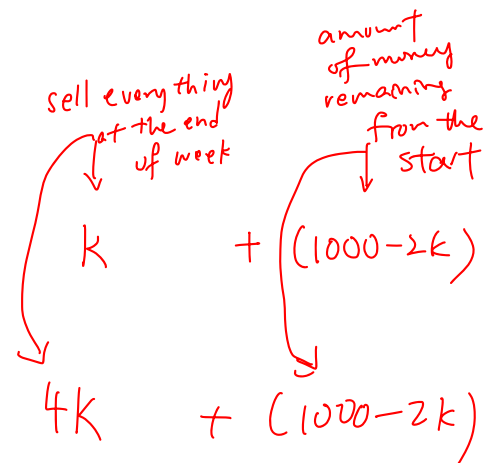 sell everything
at the end
of week
amount
of money
remaining
from the
start
k + (1000-2k)
4k + (1000-2k)